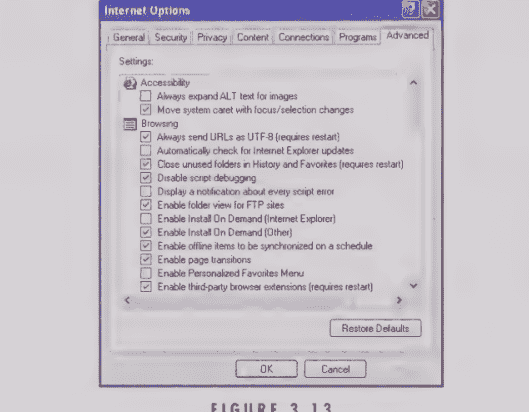 Internet Options
General Security Privacy Content Connections Programs Advanced
Settings:
Accessibility
Always expand ALT text for images
Move system caret with focus/selection changes
Browsing
Always send URLs as UTF-8 (requires restart)
Automatically check for Internet Explorer updates
Close unused folders in History and Favorites (requires restart)
Disable script debugging
Display a notification about every script error
Enable folder view for FTP sites
Enable Install On Demand (Internet Explorer)
Enable Install On Demand (Other)
Enable offline items to be synchronized on a schedule
Enable page transitions
Enable Personalized Favorites Menu
Enable third-party browser extensions (requires restart)
Restore Defaults
OK Cancel
FIGURE 3.13